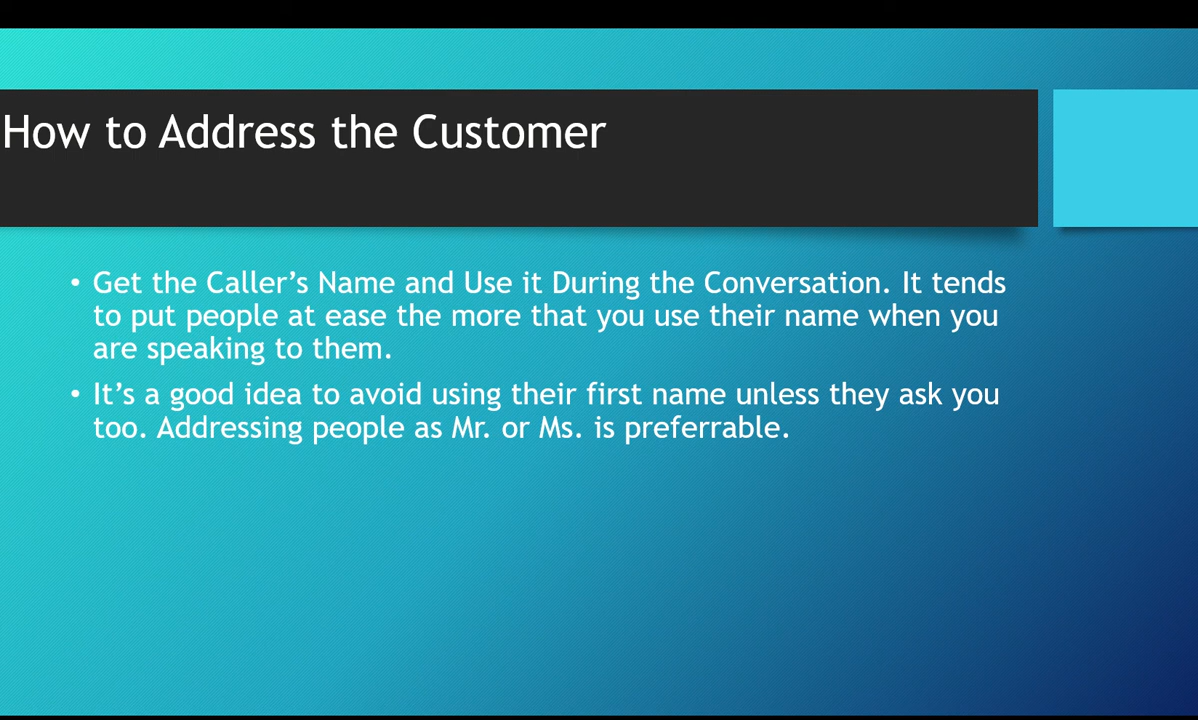 How to Address the Customer
• Get the Caller’s Name and Use it During the Conversation. It tends
to put people at ease the more that you use their name when you
are speaking to them.
• It’s a good idea to avoid using their first name unless they ask you
too. Addressing people as Mr. or Ms. is preferrable.